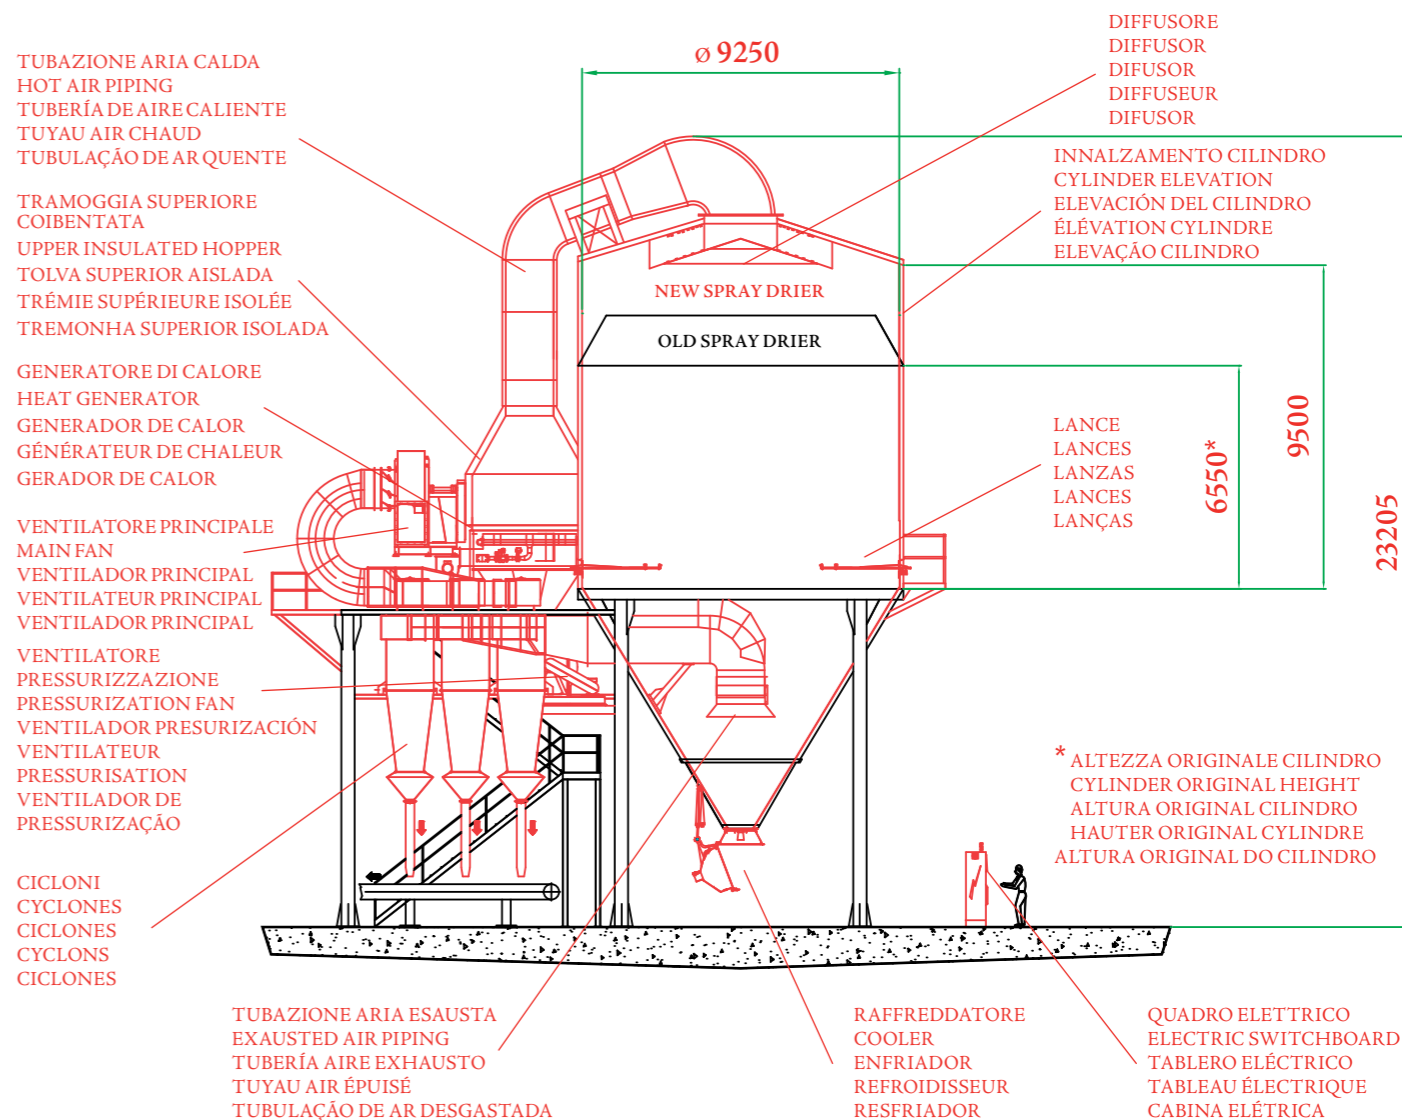 TUBAZIONE ARIA CALDA
HOT AIR PIPING
TUBERÍA DE AIRE CALIENTE
TUYAU AIR CHAUD
TUBULAÇÃO DE AR QUENTE
TRAMOGGIA SUPERIORE
COIBENTATA
UPPER INSULATED HOPPER
TOLVA SUPERIOR AISLADA
TRÉMIE SUPÉRIEURE ISOLÉE
TREMONHA SUPERIOR ISOLADA
GENERATORE DI CALORE
HEAT GENERATOR
GENERADOR DE CALOR
GÉNÉRATEUR DE CHALEUR
GERADOR DE CALOR
VENTILATORE PRINCIPALE
MAIN FAN
VENTILADOR PRINCIPAL
VENTILATEUR PRINCIPAL
VENTILADOR PRINCIPAL
VENTILATORE
PRESSURIZZAZIONE
PRESSURIZATION FAN
VENTILADOR PRESURIZACIÓN
VENTILATEUR
PRESSURISATION
VENTILADOR DE
PRESSURIZAÇÃO
CICLONI
CYCLONES
CICLONES
CYCLONS
CICLONES
ø 9250
DIFFUSORE
DIFFUSOR
DIFUSOR
DIFFUSEUR
DIFUSOR
INNALZAMENTO CILINDRO
CYLINDER ELEVATION
ELEVACIÓN DEL CILINDRO
ÉLÉVATION CYLINDRE
ELEVAÇÃO CILINDRO
NEW SPRAY DRIER
OLD SPRAY DRIER
LANCE
LANCES
LANZAS
LANCES
LANÇAS
6550*
9500
23205
* ALTEZZA ORIGINALE CILINDRO
CYLINDER ORIGINAL HEIGHT
ALTURA ORIGINAL CILINDRO
HAUTER ORIGINAL CYLINDRE
ALTURA ORIGINAL DO CILINDRO
TUBAZIONE ARIA ESAUSTA
EXAUSTED AIR PIPING
TUBERÍA AIRE EXHAUSTO
TUYAU AIR ÉPUISÉ
TUBULAÇÃO DE AR DESGASTADA
RAFFREDDATORE
COOLER
ENFRIADOR
REFROIDISSEUR
RESFRIADOR
QUADRO ELETTRICO
ELECTRIC SWITCHBOARD
TABLERO ELÉCTRICO
TABLEAU ÉLECTRIQUE
CABINA ELÉTRICA